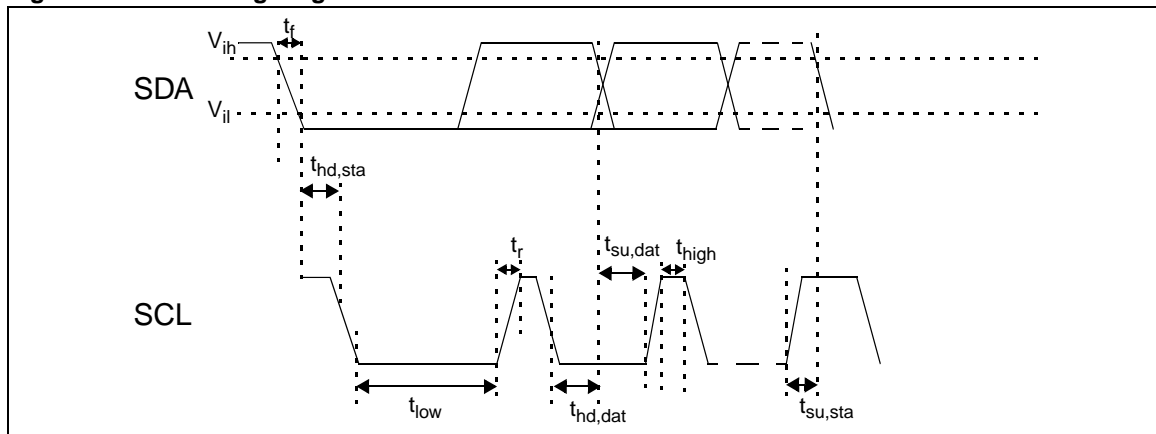 t_f
V_ih
SDA
V_il
t_hd,sta
t_r
t_su,dat
t_high
SCL
t_low
t_hd,dat
t_su,sta